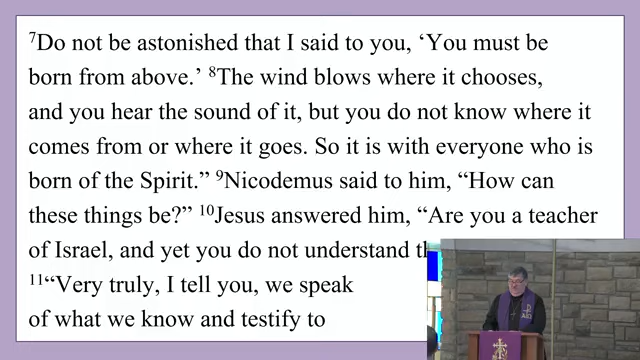 ⁷Do not be astonished that I said to you, ‘You must be
born from above.’ ⁸The wind blows where it chooses,
and you hear the sound of it, but you do not know where it
comes from or where it goes. So it is with everyone who is
born of the Spirit.” ⁹Nicodemus said to him, “How can
these things be?” ¹⁰Jesus answered him, “Are you a teacher
of Israel, and yet you do not understand
¹¹“Very truly, I tell you, we speak
of what we know and testify to